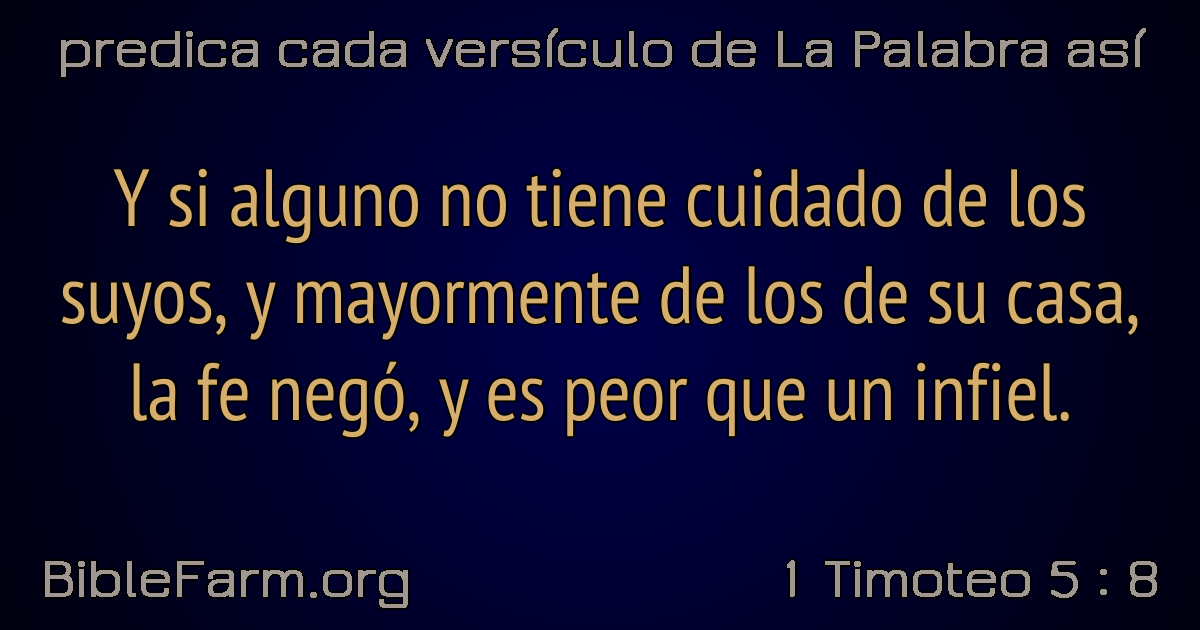 predica cada versículo de La Palabra así
Y si alguno no tiene cuidado de los
suyos, y mayormente de los de su casa,
la fe negó, y es peor que un infiel.
BibleFarm.org
1 Timoteo 5 : 8